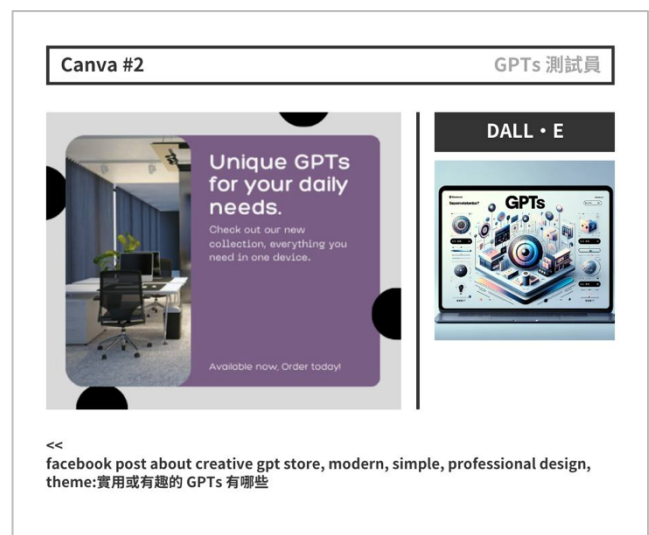 Canva #2
GPTs 測試員
Unique GPTs
for your daily
needs.
Check out our new
collection, everything you
need in one device.
Available now, Order today!
DALL・E
GPTs
<<
facebook post about creative gpt store, modern, simple, professional design,
theme:實用或有趣的 GPTs 有哪些